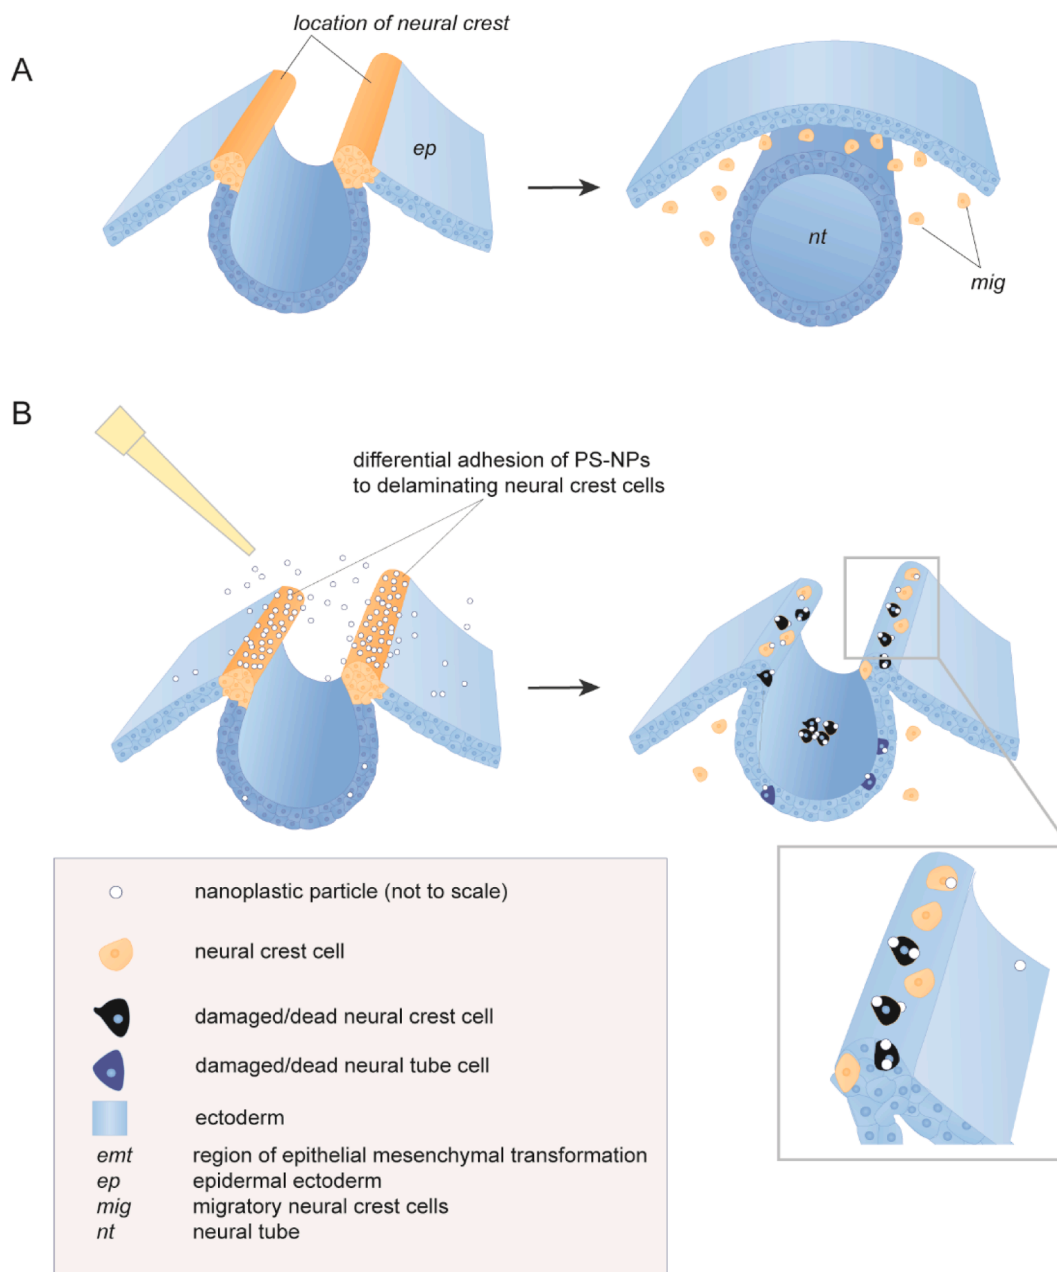 location of neural crest
A
ep
nt
mig
B
differential adhesion of PS-NPs
to delaminating neural crest cells
nanoplastic particle (not to scale)
neural crest cell
damaged/dead neural crest cell
damaged/dead neural tube cell
ectoderm
emt region of epithelial mesenchymal transformation
ep epidermal ectoderm
mig migratory neural crest cells
nt neural tube